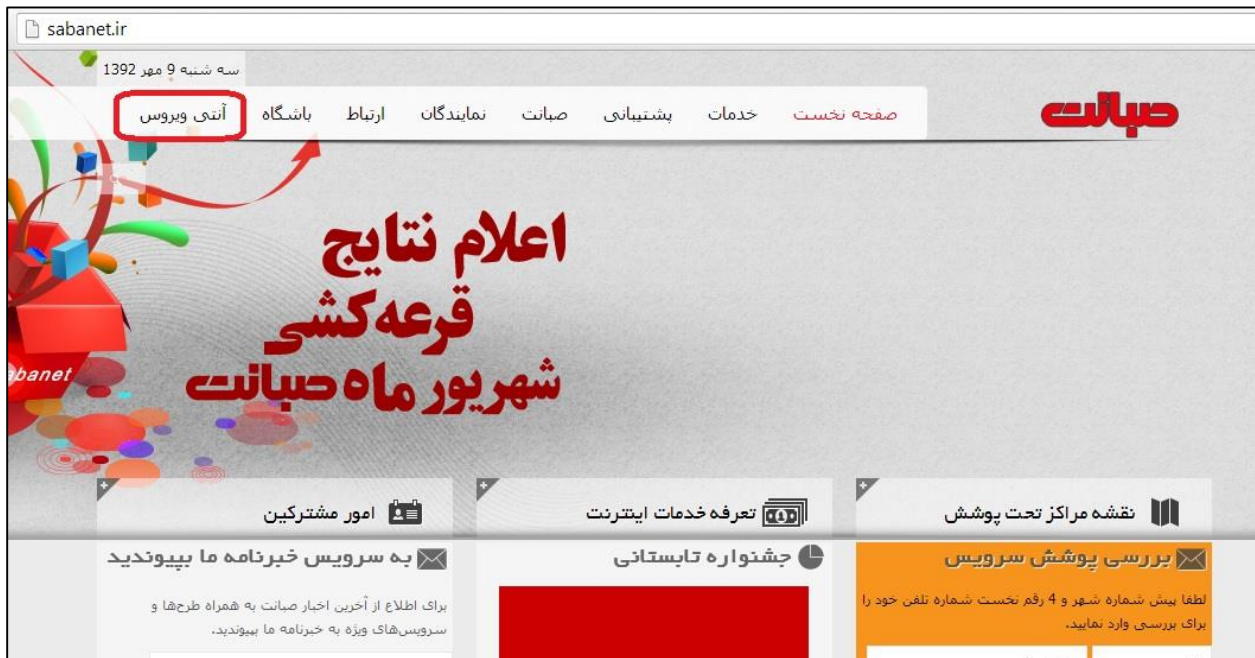 sabanet.ir
سه شنبه 9 مهر 1392
صبانت
صفحه نخست خدمات پشتیبانی صبانت نمایندگان ارتباط باشگاه آنتی ویروس
اعلام نتایج
قرعه‌کشی
شهریور ماه صبانت
abanet
نقشه مراکز تحت پوشش
تعرفه خدمات اینترنت
امور مشترکین
بررسی پوشش سرویس
لطفا پیش شماره شهر و 4 رقم نخست شماره تلفن خود را
برای بررسی وارد نمایید.
جشنواره تابستانی
به سرویس خبرنامه ما بپیوندید
برای اطلاع از آخرین اخبار صبانت به همراه طرح‌ها و
سرویس‌های ویژه به خبرنامه ما بپیوندید.